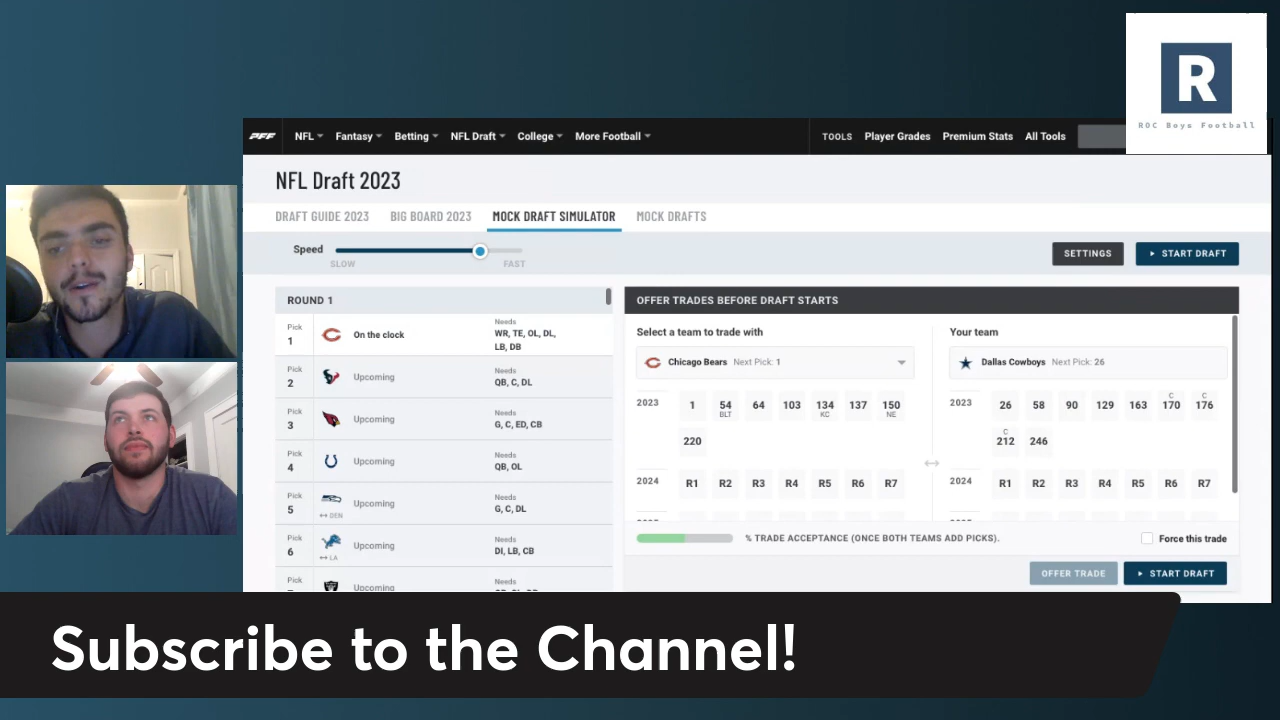 R
ROC Boys Football
PFF NFL Fantasy Betting NFL Draft College More Football TOOLS Player Grades Premium Stats All Tools
NFL Draft 2023
DRAFT GUIDE 2023 BIG BOARD 2023 MOCK DRAFT SIMULATOR MOCK DRAFTS
Speed
SLOW FAST
SETTINGS START DRAFT
ROUND 1
Pick
1
On the clock
Needs
WR, TE, OL, DL,
LB, DB
Pick
2
Upcoming
Needs
QB, C, DL
Pick
3
Upcoming
Needs
G, C, ED, CB
Pick
4
Upcoming
Needs
QB, OL
Pick
5
↔ DEN
Upcoming
Needs
G, C, DL
Pick
6
↔ LA
Upcoming
Needs
DI, LB, CB
Pick
Upcoming
Needs
OFFER TRADES BEFORE DRAFT STARTS
Select a team to trade with
Chicago Bears Next Pick: 1
2023 1 54 64 103 134 137 150
BLT KC NE
220
2024 R1 R2 R3 R4 R5 R6 R7
Your team
Dallas Cowboys Next Pick: 26
C C
2023 26 58 90 129 163 170 176
C
212 246
2024 R1 R2 R3 R4 R5 R6 R7
% TRADE ACCEPTANCE (ONCE BOTH TEAMS ADD PICKS).
Force this trade
OFFER TRADE START DRAFT
Subscribe to the Channel!